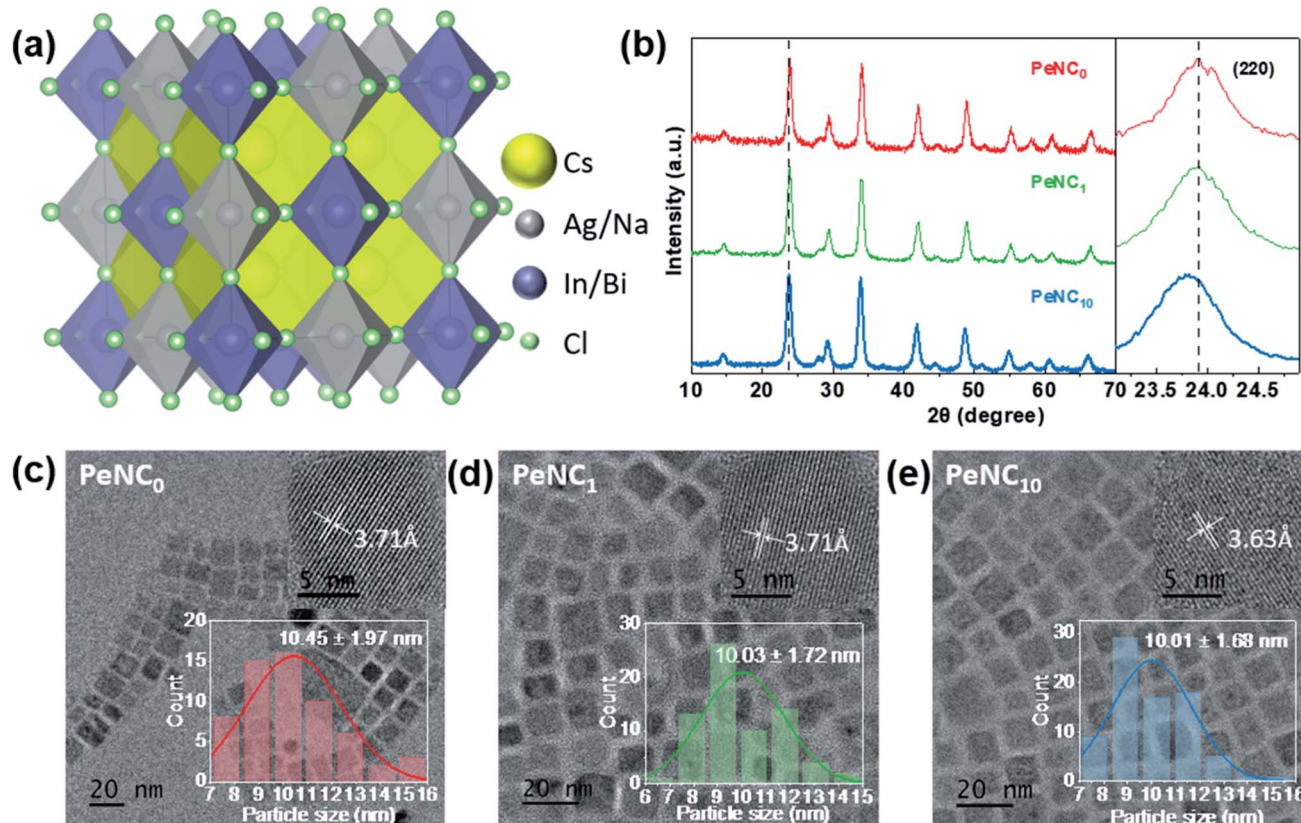 (a)
Cs
Ag/Na
In/Bi
Cl
(b)
PeNC₀
PeNC₁
PeNC₁₀
(220)
Intensity (a.u.)
10 20 30 40 50 60 70 23.5 24.0 24.5
2θ (degree)
(c)
PeNC₀
3.71Å
5 nm
10.45 ± 1.97 nm
20
15
10
5
0
Count
7 8 9 10 11 12 13 14 15 16
Particle size (nm)
20 nm
(d)
PeNC₁
3.71Å
5 nm
10.03 ± 1.72 nm
30
20
10
0
Count
6 7 8 9 10 11 12 13 14 15
Particle size (nm)
20 nm
(e)
PeNC₁₀
3.63Å
5 nm
10.01 ± 1.68 nm
30
20
10
0
Count
7 8 9 10 11 12 13 14 15 16
Particle size (nm)
20 nm